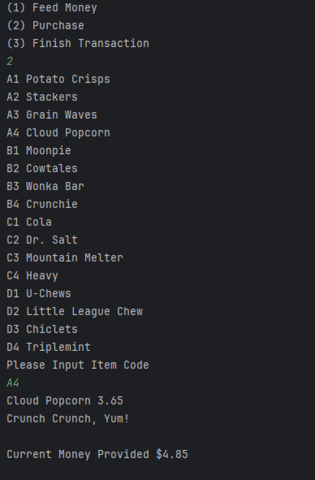 (1) Feed Money
(2) Purchase
(3) Finish Transaction
2
A1 Potato Crisps
A2 Stackers
A3 Grain Waves
A4 Cloud Popcorn
B1 Moonpie
B2 Cowtales
B3 Wonka Bar
B4 Crunchie
C1 Cola
C2 Dr. Salt
C3 Mountain Melter
C4 Heavy
D1 U-Chews
D2 Little League Chew
D3 Chiclets
D4 Triplemint
Please Input Item Code
A4
Cloud Popcorn 3.65
Crunch Crunch, Yum!
Current Money Provided $4.85